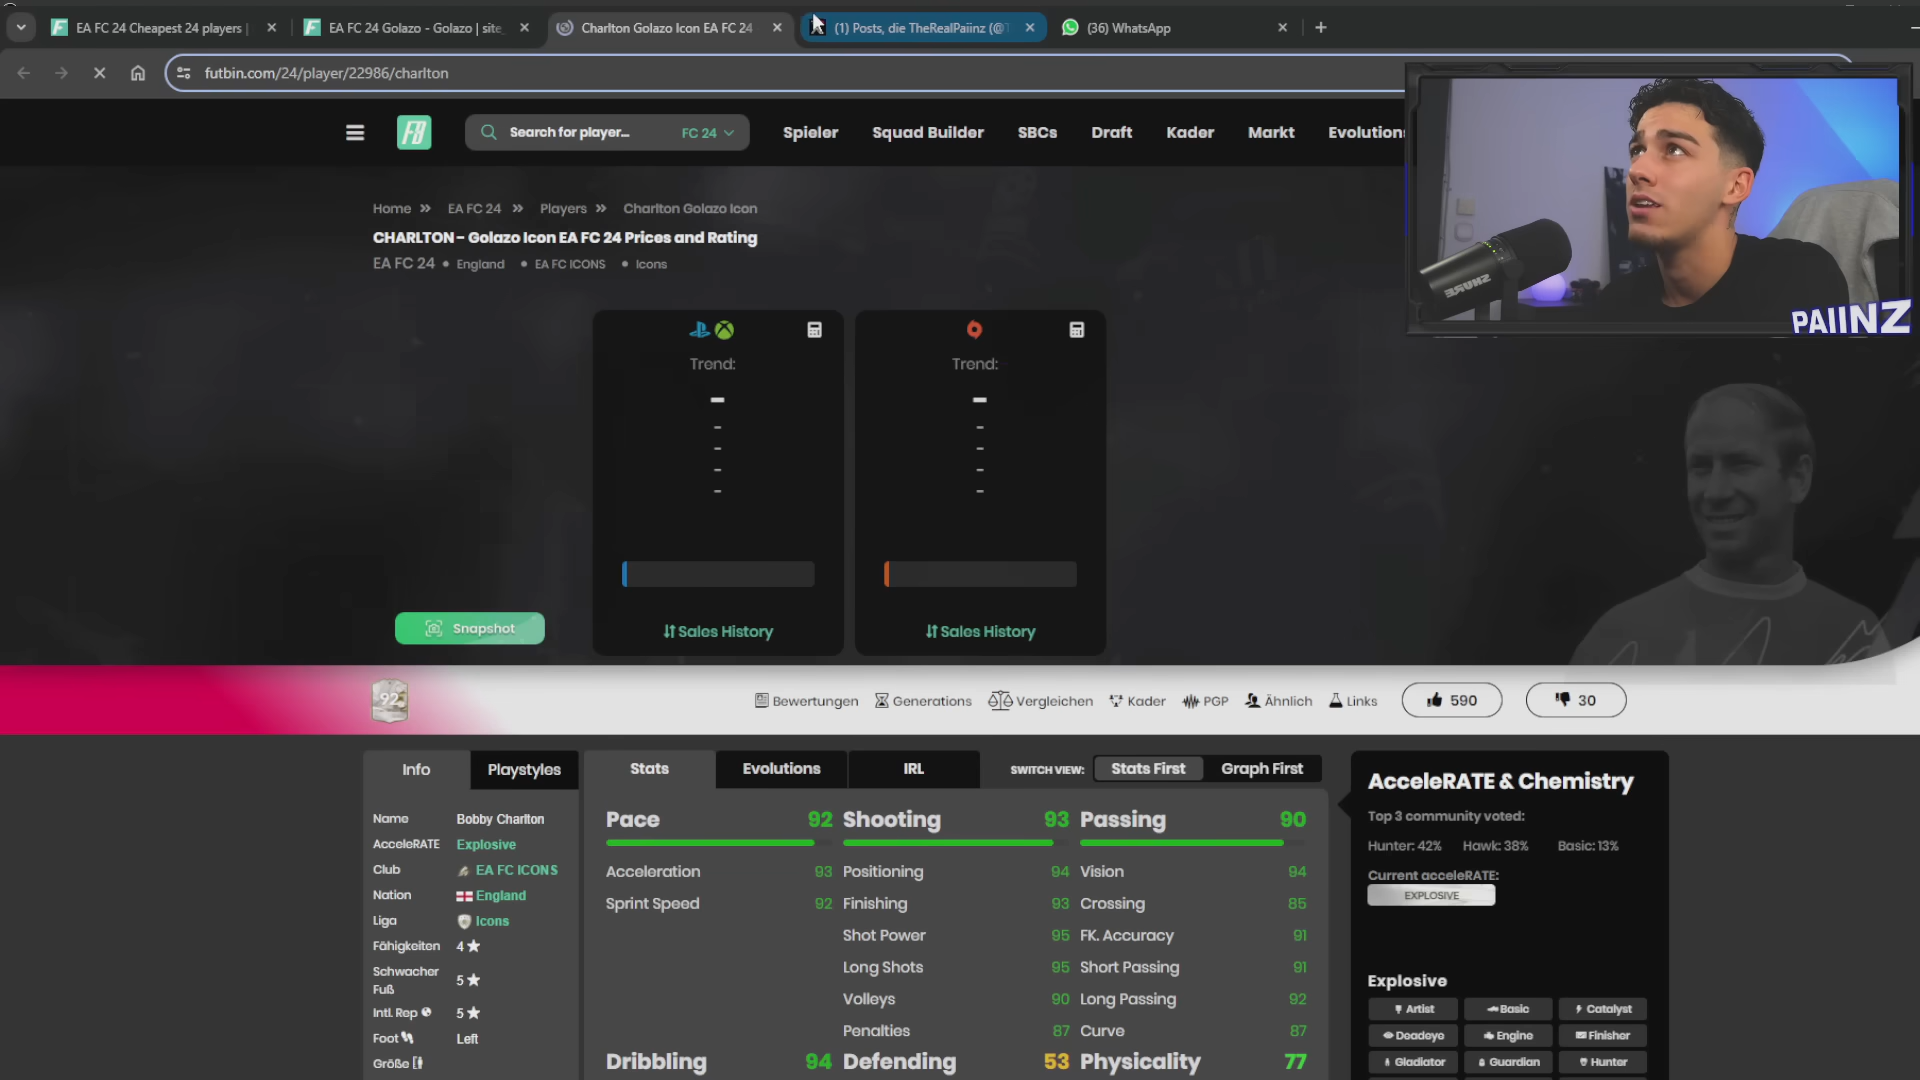 EA FC 24 Cheapest 24 players |
EA FC 24 Golazo - Golazo | site_
Charlton Golazo Icon EA FC 24
(1) Posts, die TheRealPaiinz (@
(36) WhatsApp
futbin.com/24/player/22986/charlton
Search for player...
FC 24
Spieler
Squad Builder
SBCs
Draft
Kader
Markt
Evolution
Home » EA FC 24 » Players » Charlton Golazo Icon
CHARLTON - Golazo Icon EA FC 24 Prices and Rating
EA FC 24 • England • EA FC ICONS • Icons
SHURE
PAIINZ
Trend:
-
-
-
-
-
Sales History
Trend:
-
-
-
-
-
Sales History
Snapshot
92
Bewertungen
Generations
Vergleichen
Kader
PGP
Ähnlich
Links
590
30
Info
Playstyles
Name Bobby Charlton
AcceleRATE Explosive
Club EA FC ICONS
Nation England
Liga Icons
Fähigkeiten 4★
Schwacher
Fuß 5★
Intl. Rep 5★
Foot Left
Größe
Stats
Evolutions
IRL
SWITCH VIEW:
Stats First
Graph First
Pace 92
Acceleration 93
Sprint Speed 92
Shooting 93
Positioning 94
Finishing 93
Shot Power 95
Long Shots 95
Volleys 90
Penalties 87
Passing 90
Vision 94
Crossing 85
FK. Accuracy 91
Short Passing 91
Long Passing 92
Curve 87
Dribbling 94
Defending 53
Physicality 77
AcceleRATE & Chemistry
Top 3 community voted:
Hunter: 42% Hawk: 38% Basic: 13%
Current acceleRATE:
EXPLOSIVE
Explosive
Artist
Basic
Catalyst
Deadeye
Engine
Finisher
Gladiator
Guardian
Hunter